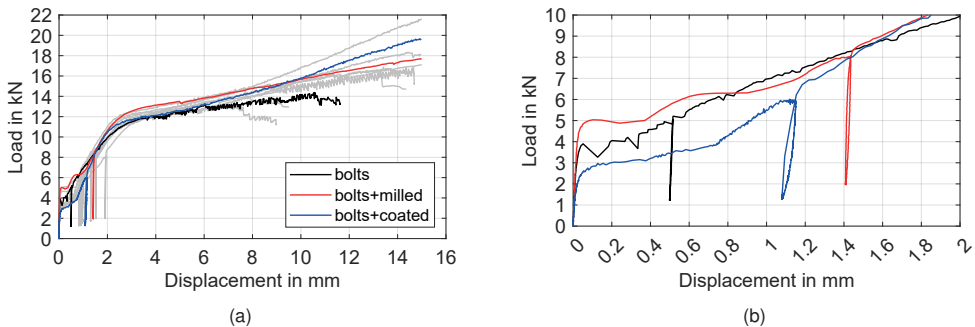 22
20
18
16
14
12
10
8
6
4
2
0
Load in kN
bolts
bolts+milled
bolts+coated
0 2 4 6 8 10 12 14 16
Displacement in mm
(a)
10
9
8
7
6
5
4
3
2
1
0
Load in kN
0 0.2 0.4 0.6 0.8 1 1.2 1.4 1.6 1.8 2
Displacement in mm
(b)